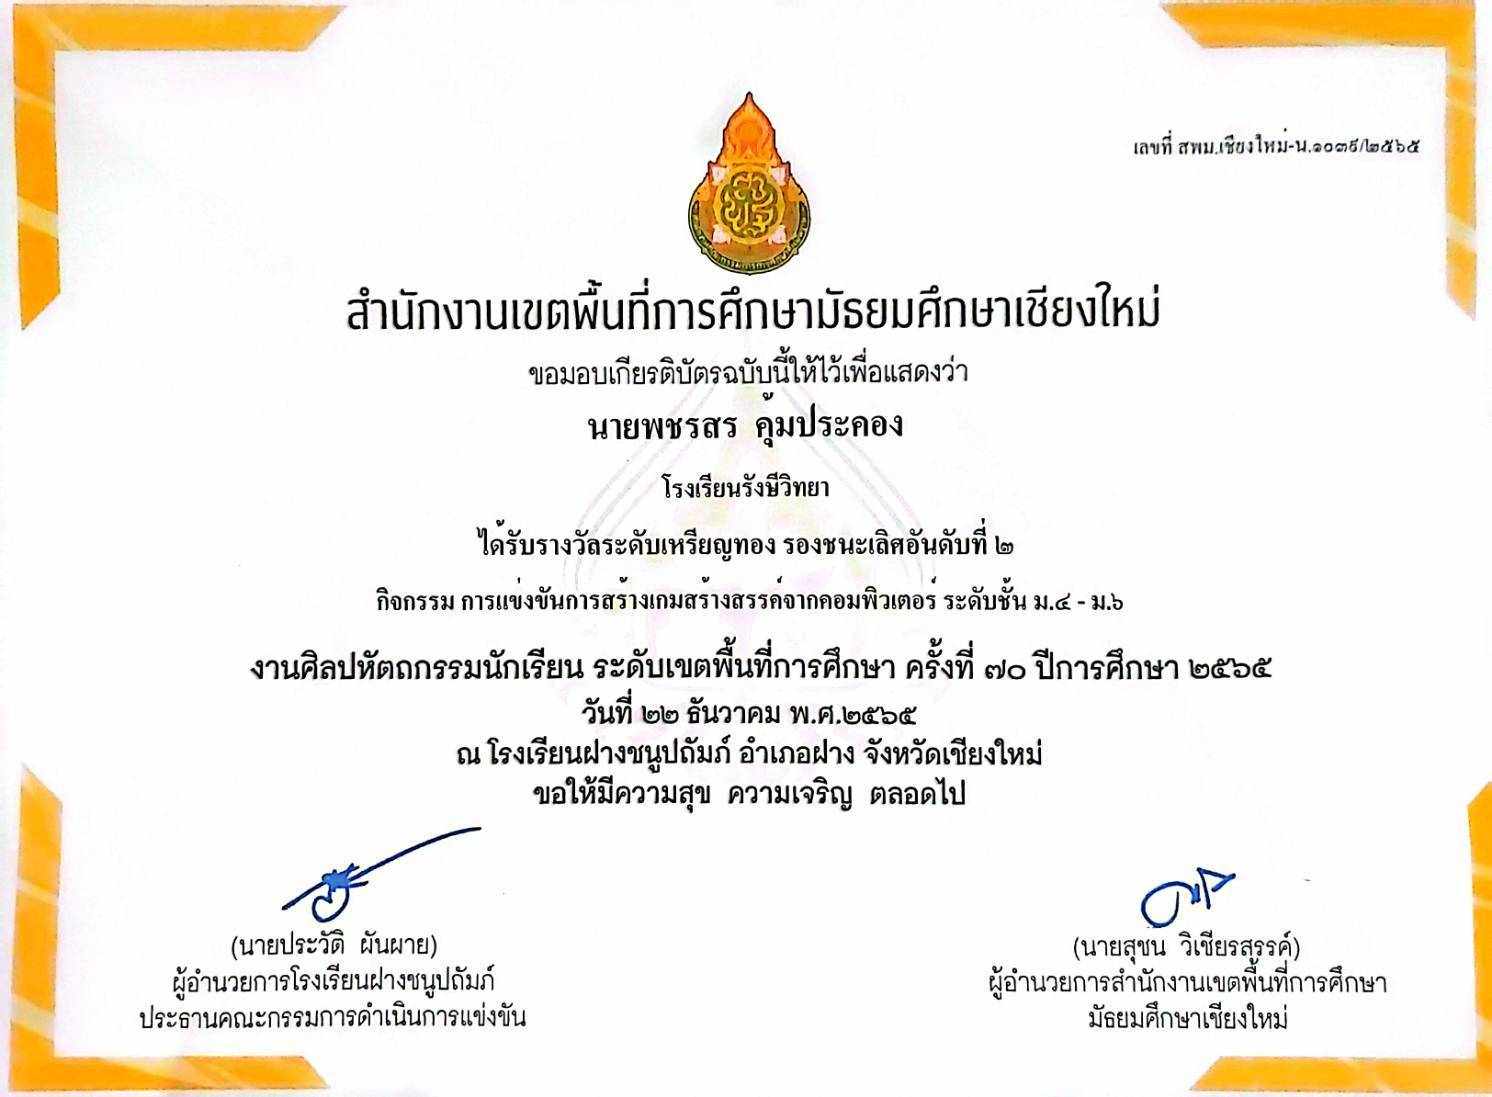 เลขที่ สพม.เชียงใหม่-น.๑๐๓๙/๒๕๖๕
สำนักงานเขตพื้นที่การศึกษามัธยมศึกษาเชียงใหม่
ขอมอบเกียรติบัตรฉบับนี้ให้ไว้เพื่อแสดงว่า
นายพชรสร คุ้มประคอง
โรงเรียนรังษีวิทยา
ได้รับรางวัลระดับเหรียญทอง รองชนะเลิศอันดับที่ ๒
กิจกรรม การแข่งขันการสร้างเกมสร้างสรรค์จากคอมพิวเตอร์ ระดับชั้น ม.๔ - ม.๖
งานศิลปหัตถกรรมนักเรียน ระดับเขตพื้นที่การศึกษา ครั้งที่ ๗๐ ปีการศึกษา ๒๕๖๕
วันที่ ๒๒ ธันวาคม พ.ศ.๒๕๖๕
ณ โรงเรียนฝางชนูปถัมภ์ อำเภอฝาง จังหวัดเชียงใหม่
ขอให้มีความสุข ความเจริญ ตลอดไป
(นายประวัติ ผันผาย)
ผู้อำนวยการโรงเรียนฝางชนูปถัมภ์
ประธานคณะกรรมการดำเนินการแข่งขัน
(นายสุชน วิเชียรสรรค์)
ผู้อำนวยการสำนักงานเขตพื้นที่การศึกษา
มัธยมศึกษาเชียงใหม่